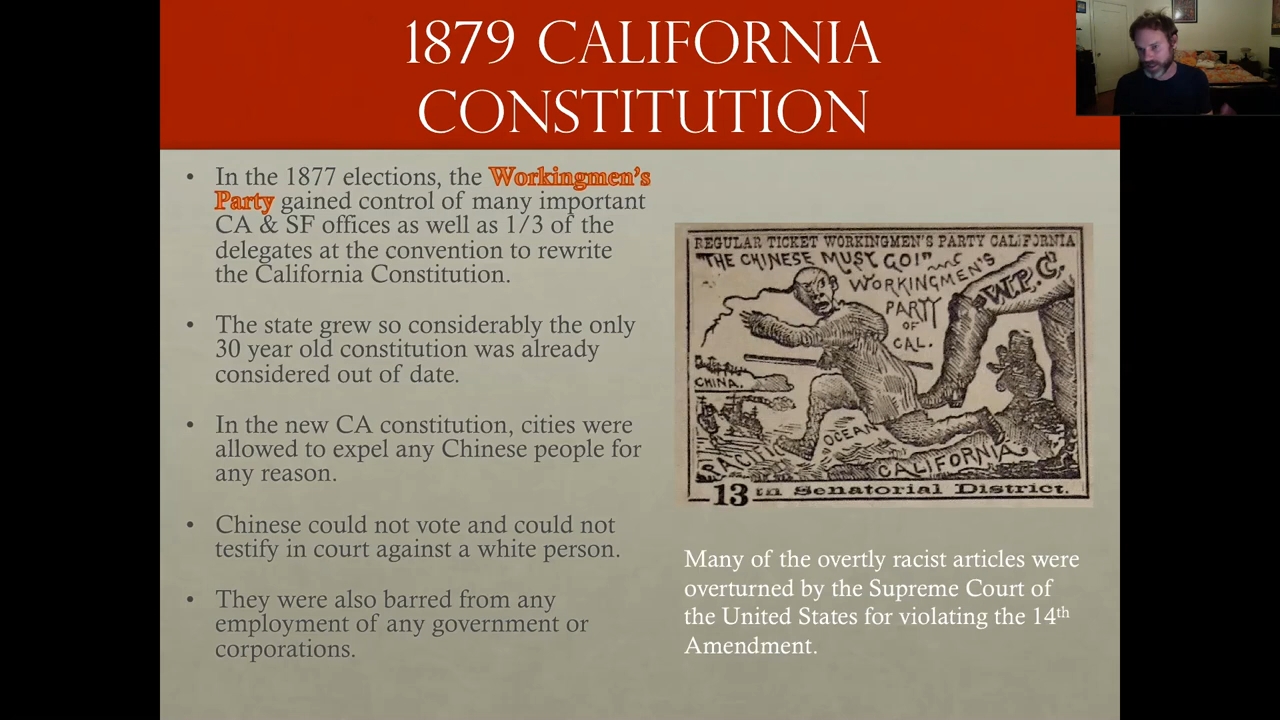 1879 CALIFORNIA
CONSTITUTION
• In the 1877 elections, the Workingmen's
Party gained control of many important
CA & SF offices as well as 1/3 of the
delegates at the convention to rewrite
the California Constitution.
• The state grew so considerably the only
30 year old constitution was already
considered out of date.
• In the new CA constitution, cities were
allowed to expel any Chinese people for
any reason.
• Chinese could not vote and could not
testify in court against a white person.
• They were also barred from any
employment of any government or
corporations.
REGULAR TICKET WORKINGMEN'S PARTY CALIFORNIA
"THE CHINESE MUST GO!"
WORKINGMEN'S
PARTY
OF
CAL.
W.P.C.
CHINA.
PACIFIC
OCEAN
CALIFORNIA
13th Senatorial District.
Many of the overtly racist articles were
overturned by the Supreme Court of
the United States for violating the 14th
Amendment.